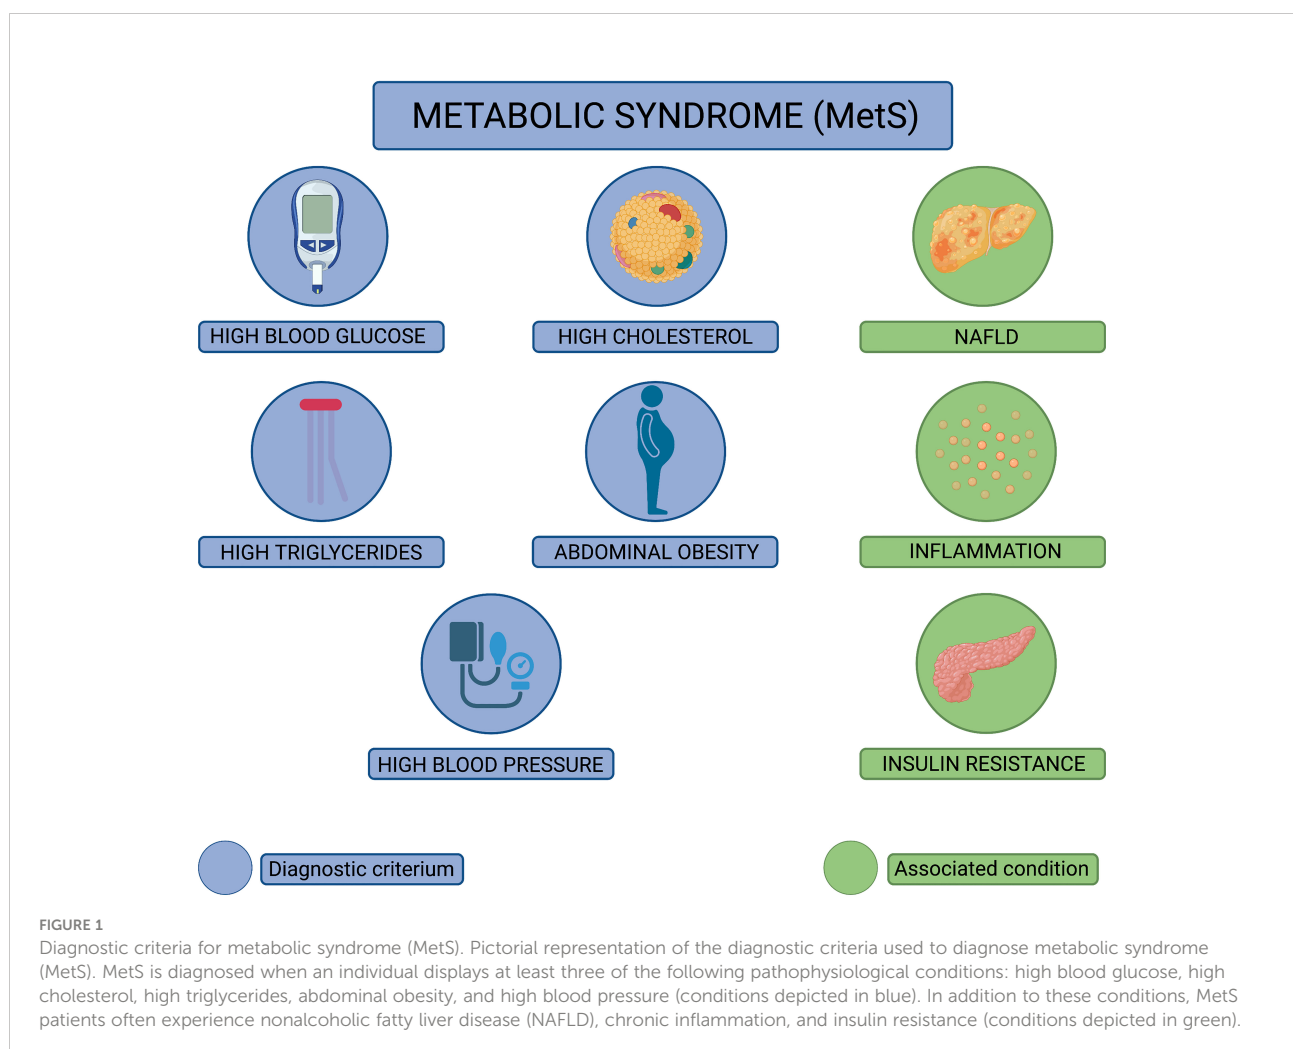 METABOLIC SYNDROME (MetS)
HIGH BLOOD GLUCOSE
HIGH CHOLESTEROL
NAFLD
HIGH TRIGLYCERIDES
ABDOMINAL OBESITY
INFLAMMATION
HIGH BLOOD PRESSURE
INSULIN RESISTANCE
Diagnostic criterium
Associated condition
FIGURE 1
Diagnostic criteria for metabolic syndrome (MetS). Pictorial representation of the diagnostic criteria used to diagnose metabolic syndrome
(MetS). MetS is diagnosed when an individual displays at least three of the following pathophysiological conditions: high blood glucose, high
cholesterol, high triglycerides, abdominal obesity, and high blood pressure (conditions depicted in blue). In addition to these conditions, MetS
patients often experience nonalcoholic fatty liver disease (NAFLD), chronic inflammation, and insulin resistance (conditions depicted in green).